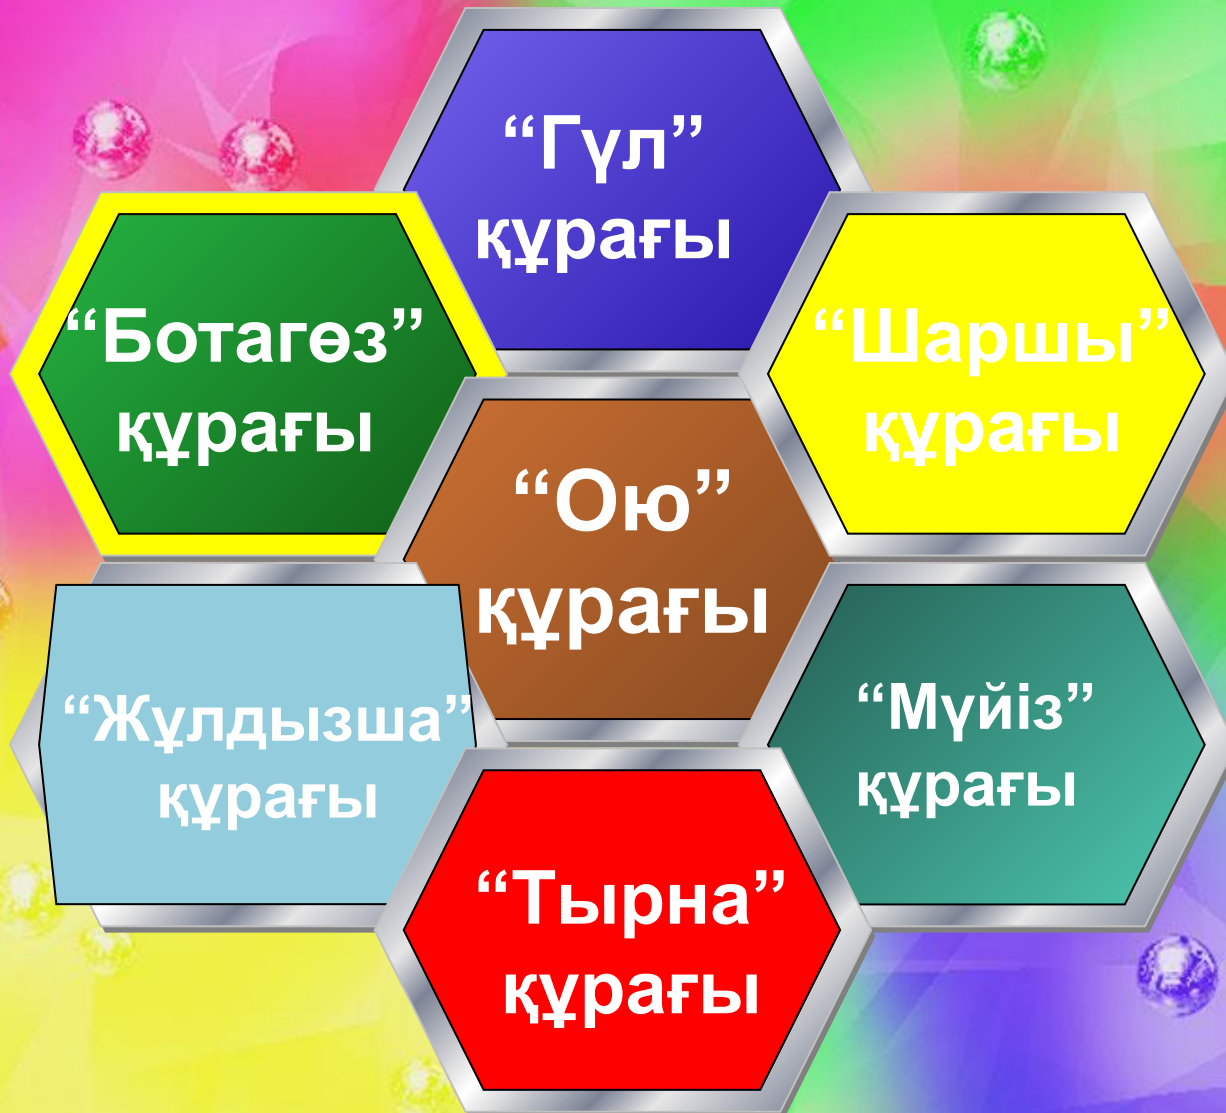 “Гүл”
құрағы
“Ботагөз”
құрағы
“Шаршы”
құрағы
“Ою”
құрағы
“Жұлдызша”
құрағы
“Мүйіз”
құрағы
“Тырна”
құрағы